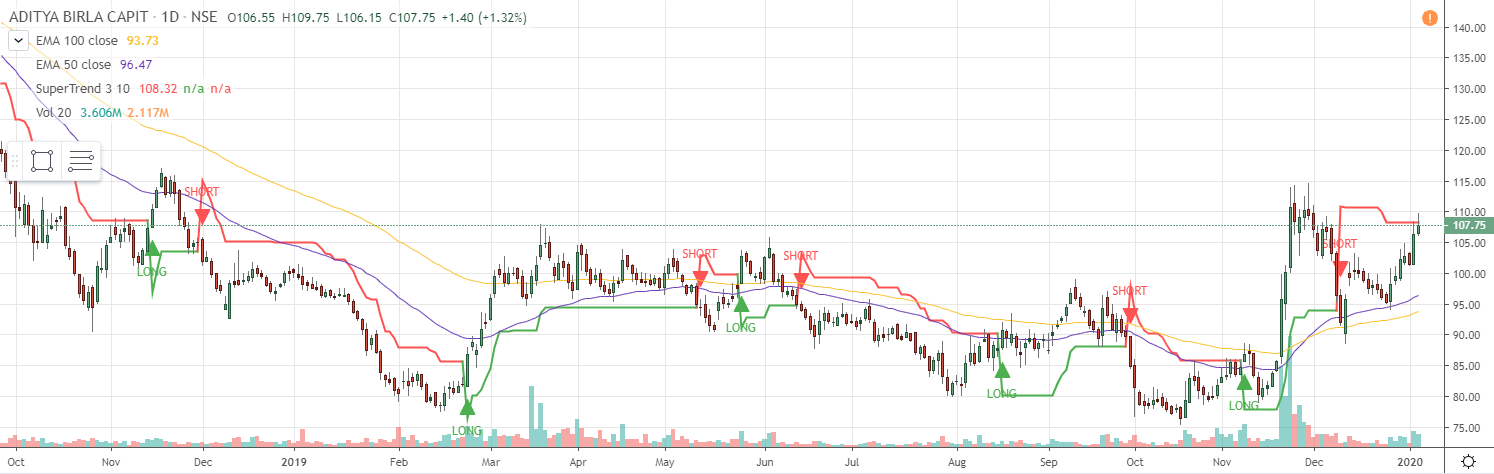 ADITYA BIRLA CAPIT · 1D · NSE O106.55 H109.75 L106.15 C107.75 +1.40 (+1.32%)
EMA 100 close 93.73
EMA 50 close 96.47
SuperTrend 3 10 108.32 n/a n/a
Vol 20 3.606M 2.117M
140.00
135.00
130.00
125.00
120.00
115.00
110.00
107.75
105.00
100.00
95.00
90.00
85.00
80.00
75.00
LONG
SHORT
LONG
SHORT
LONG
SHORT
LONG
SHORT
LONG
SHORT
Oct Nov Dec 2019 Feb Mar Apr May Jun Jul Aug Sep Oct Nov Dec 2020